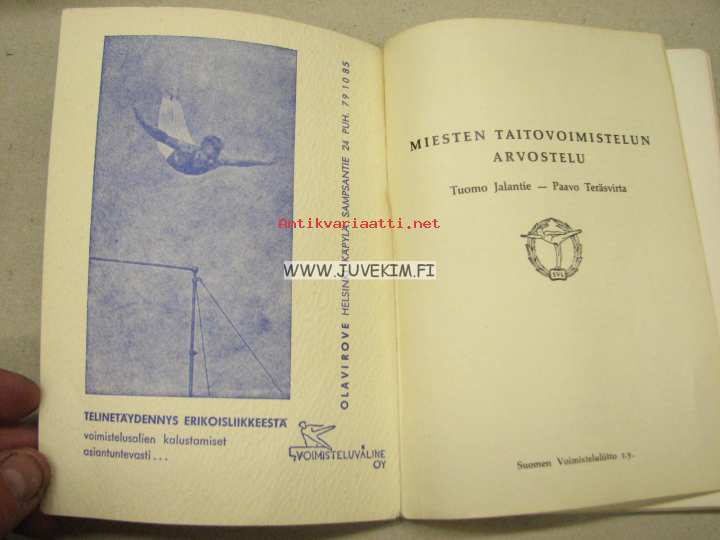 OLAVI ROVE HELSINKI KÄPYLÄ, SAMPSANTIE 24 PUH. 79 10 85
TELINETÄYDENNYS ERIKOISLIIKKEESTÄ
voimistelusalien kalustamiset
asiantuntevasti...
VOIMISTELUVÄLINE
OY
MIESTEN TAITOVOIMISTELUN
ARVOSTELU
Tuomo Jalantie — Paavo Teräsvirta
SVL
Suomen Voimisteluliitto r.y.
Antikvariaatti.net
WWW.JUVEKIM.FI